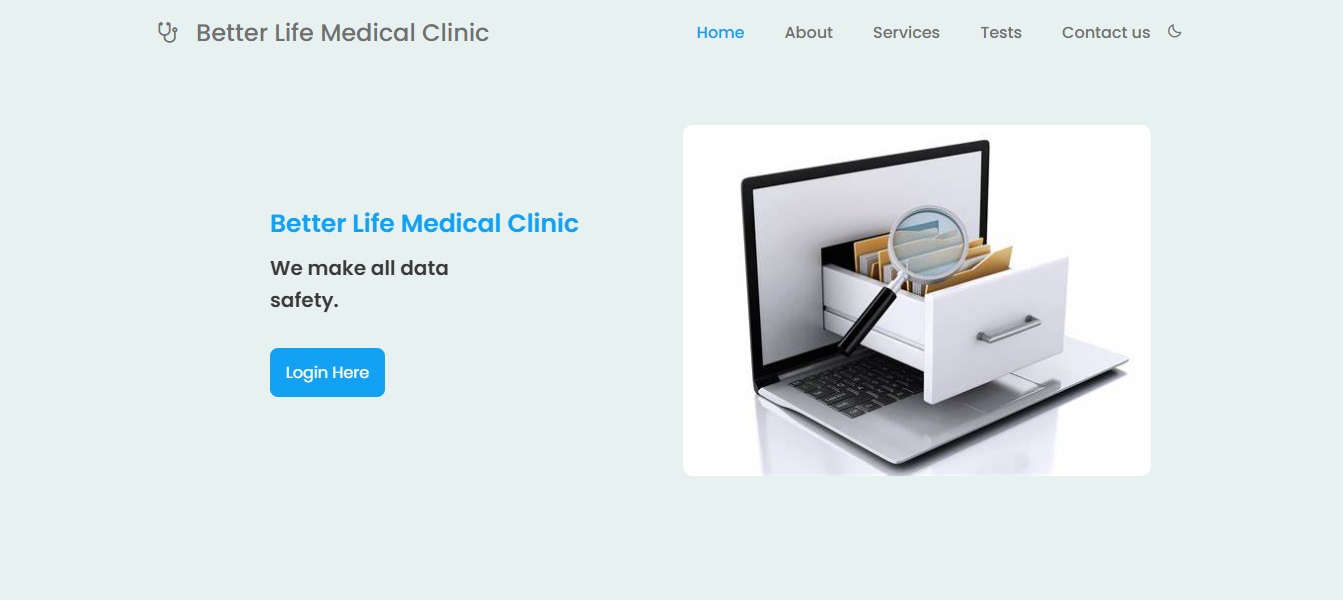 Better Life Medical Clinic
Home About Services Tests Contact us
Better Life Medical Clinic
We make all data
safety.
Login Here